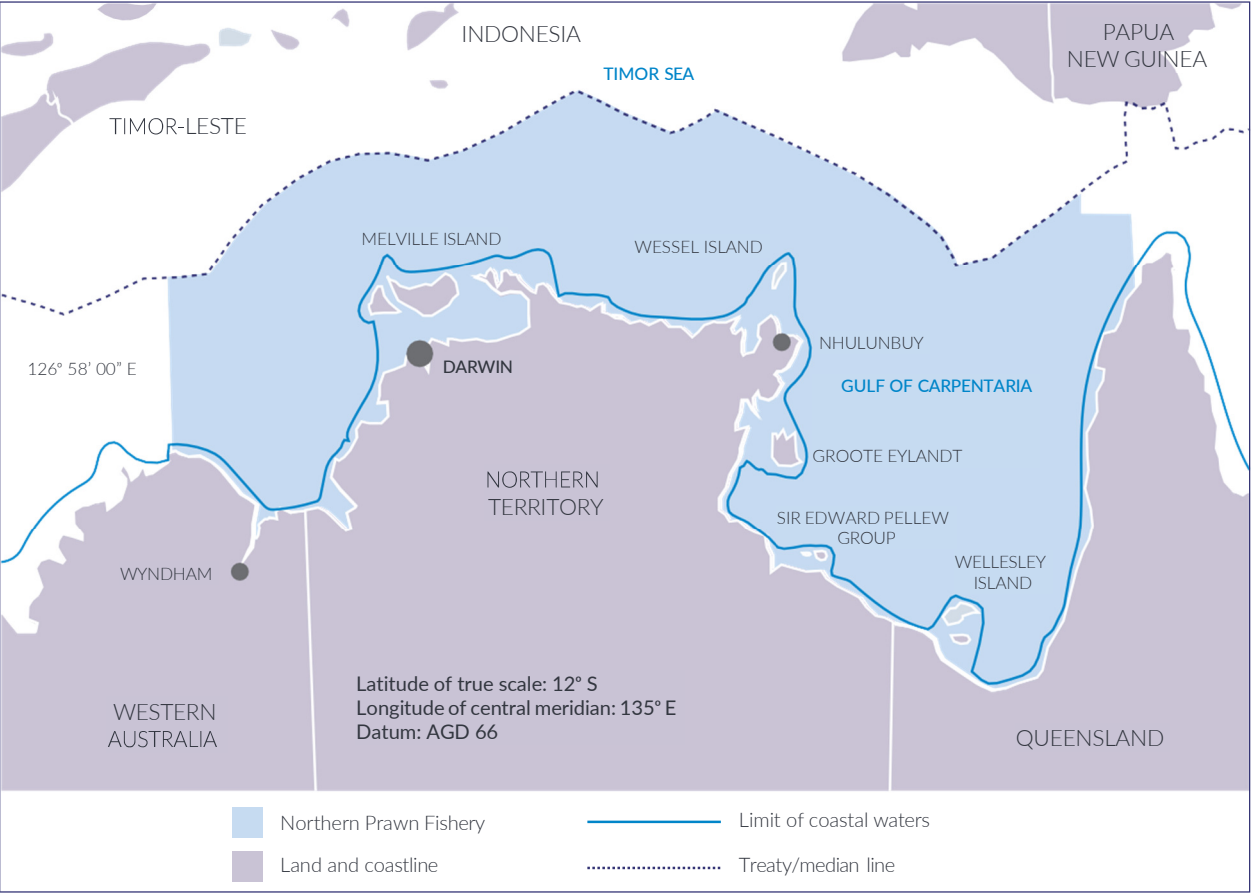 INDONESIA
PAPUA
NEW GUINEA
TIMOR SEA
TIMOR-LESTE
MELVILLE ISLAND
WESSEL ISLAND
NHULUNBUY
126º 58' 00" E
DARWIN
GULF OF CARPENTARIA
GROOTE EYLANDT
NORTHERN
TERRITORY
SIR EDWARD PELLEW
GROUP
WELLESLEY
ISLAND
WYNDHAM
Latitude of true scale: 12º S
Longitude of central meridian: 135º E
Datum: AGD 66
WESTERN
AUSTRALIA
QUEENSLAND
Northern Prawn Fishery
Limit of coastal waters
Land and coastline
Treaty/median line